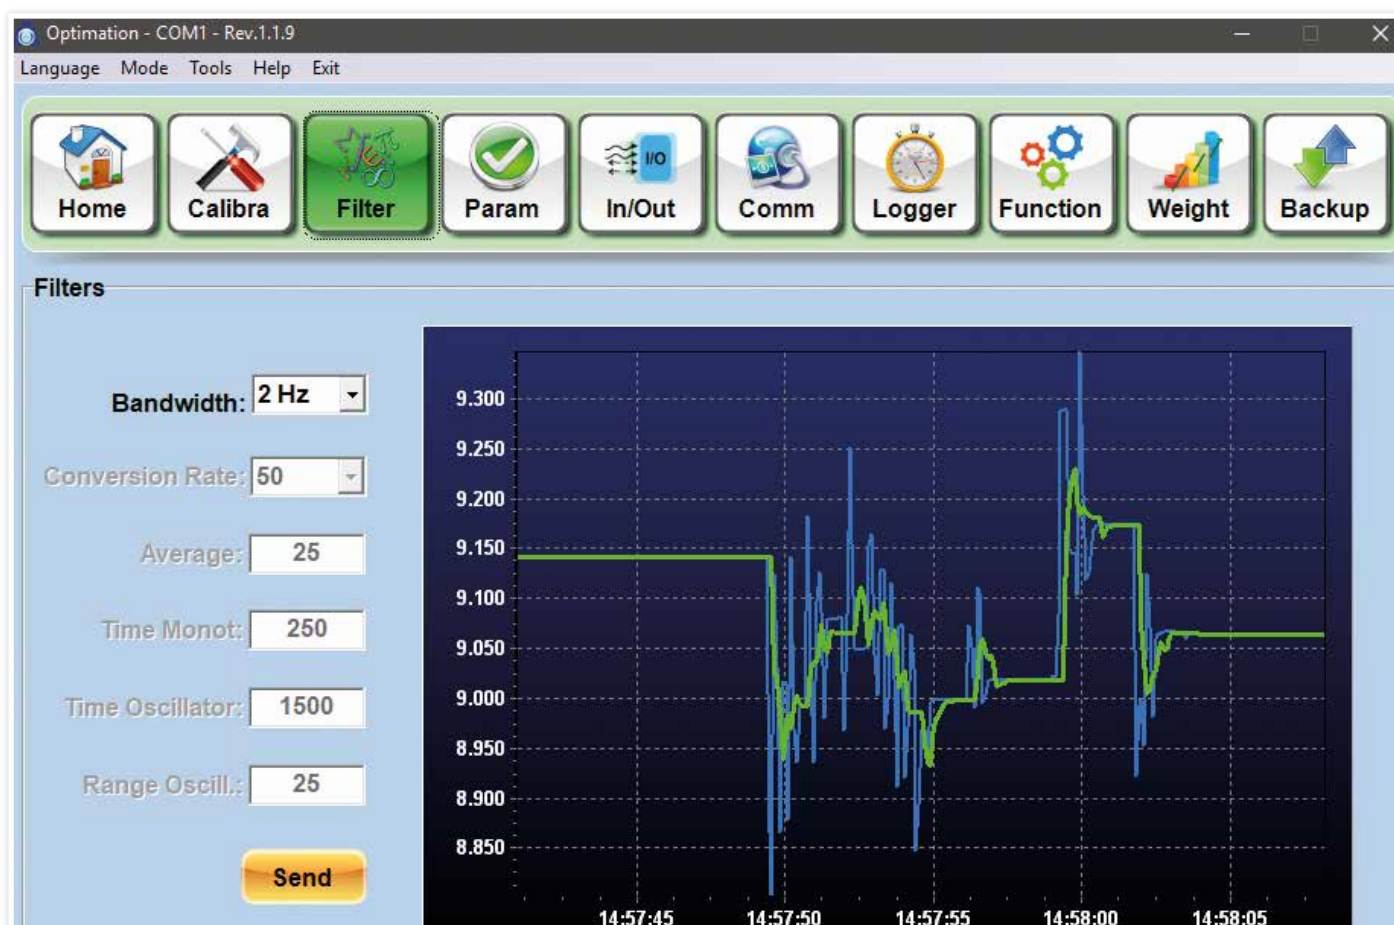 Optimation - COM1 - Rev.1.1.9
Language Mode Tools Help Exit
Home Calibra Filter Param In/Out Comm Logger Function Weight Backup
I/O
Filters
Bandwidth: 2 Hz
Conversion Rate: 50
Average: 25
Time Monot: 250
Time Oscillator: 1500
Range Oscill.: 25
Send
9.300
9.250
9.200
9.150
9.100
9.050
9.000
8.950
8.900
8.850
14:57:45 14:57:50 14:57:55 14:58:00 14:58:05